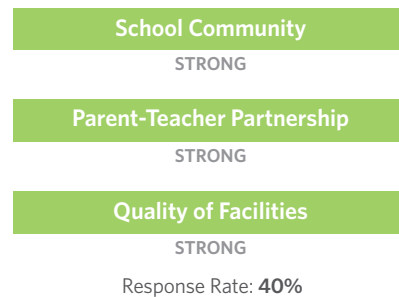 School Community
STRONG
Parent-Teacher Partnership
STRONG
Quality of Facilities
STRONG
Response Rate: 40%